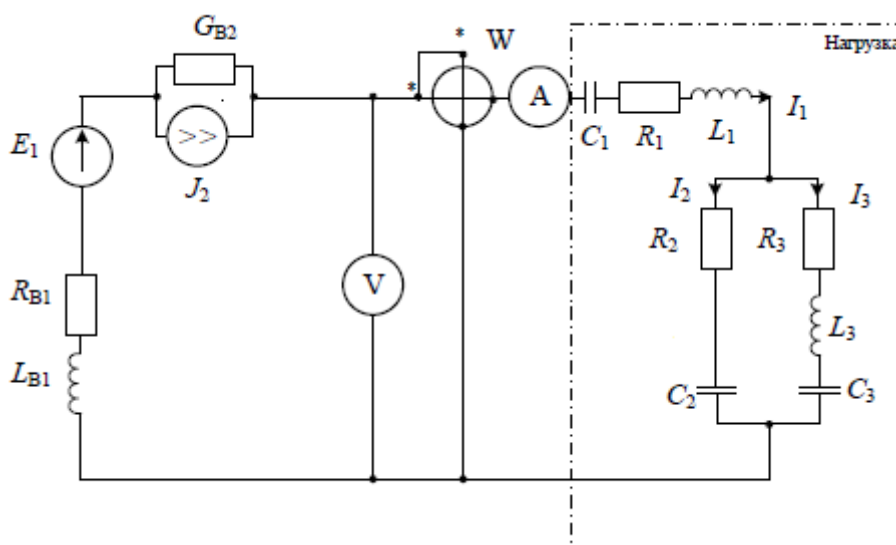 G_B2
* W
Нагрузка
*
A
E_1
>>
C_1 R_1 L_1 I_1
J_2
I_2 I_3
R_2 R_3
R_B1
V
L_3
L_B1
C_2 C_3